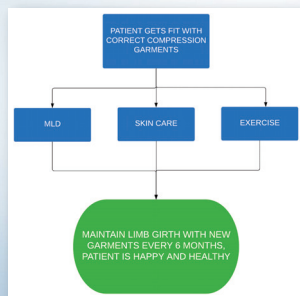 PATIENT GETS FIT WITH
CORRECT COMPRESSION
GARMENTS
MLD
SKIN CARE
EXERCISE
MAINTAIN LIMB GIRTH WITH NEW
GARMENTS EVERY 6 MONTHS,
PATIENT IS HAPPY AND HEALTHY